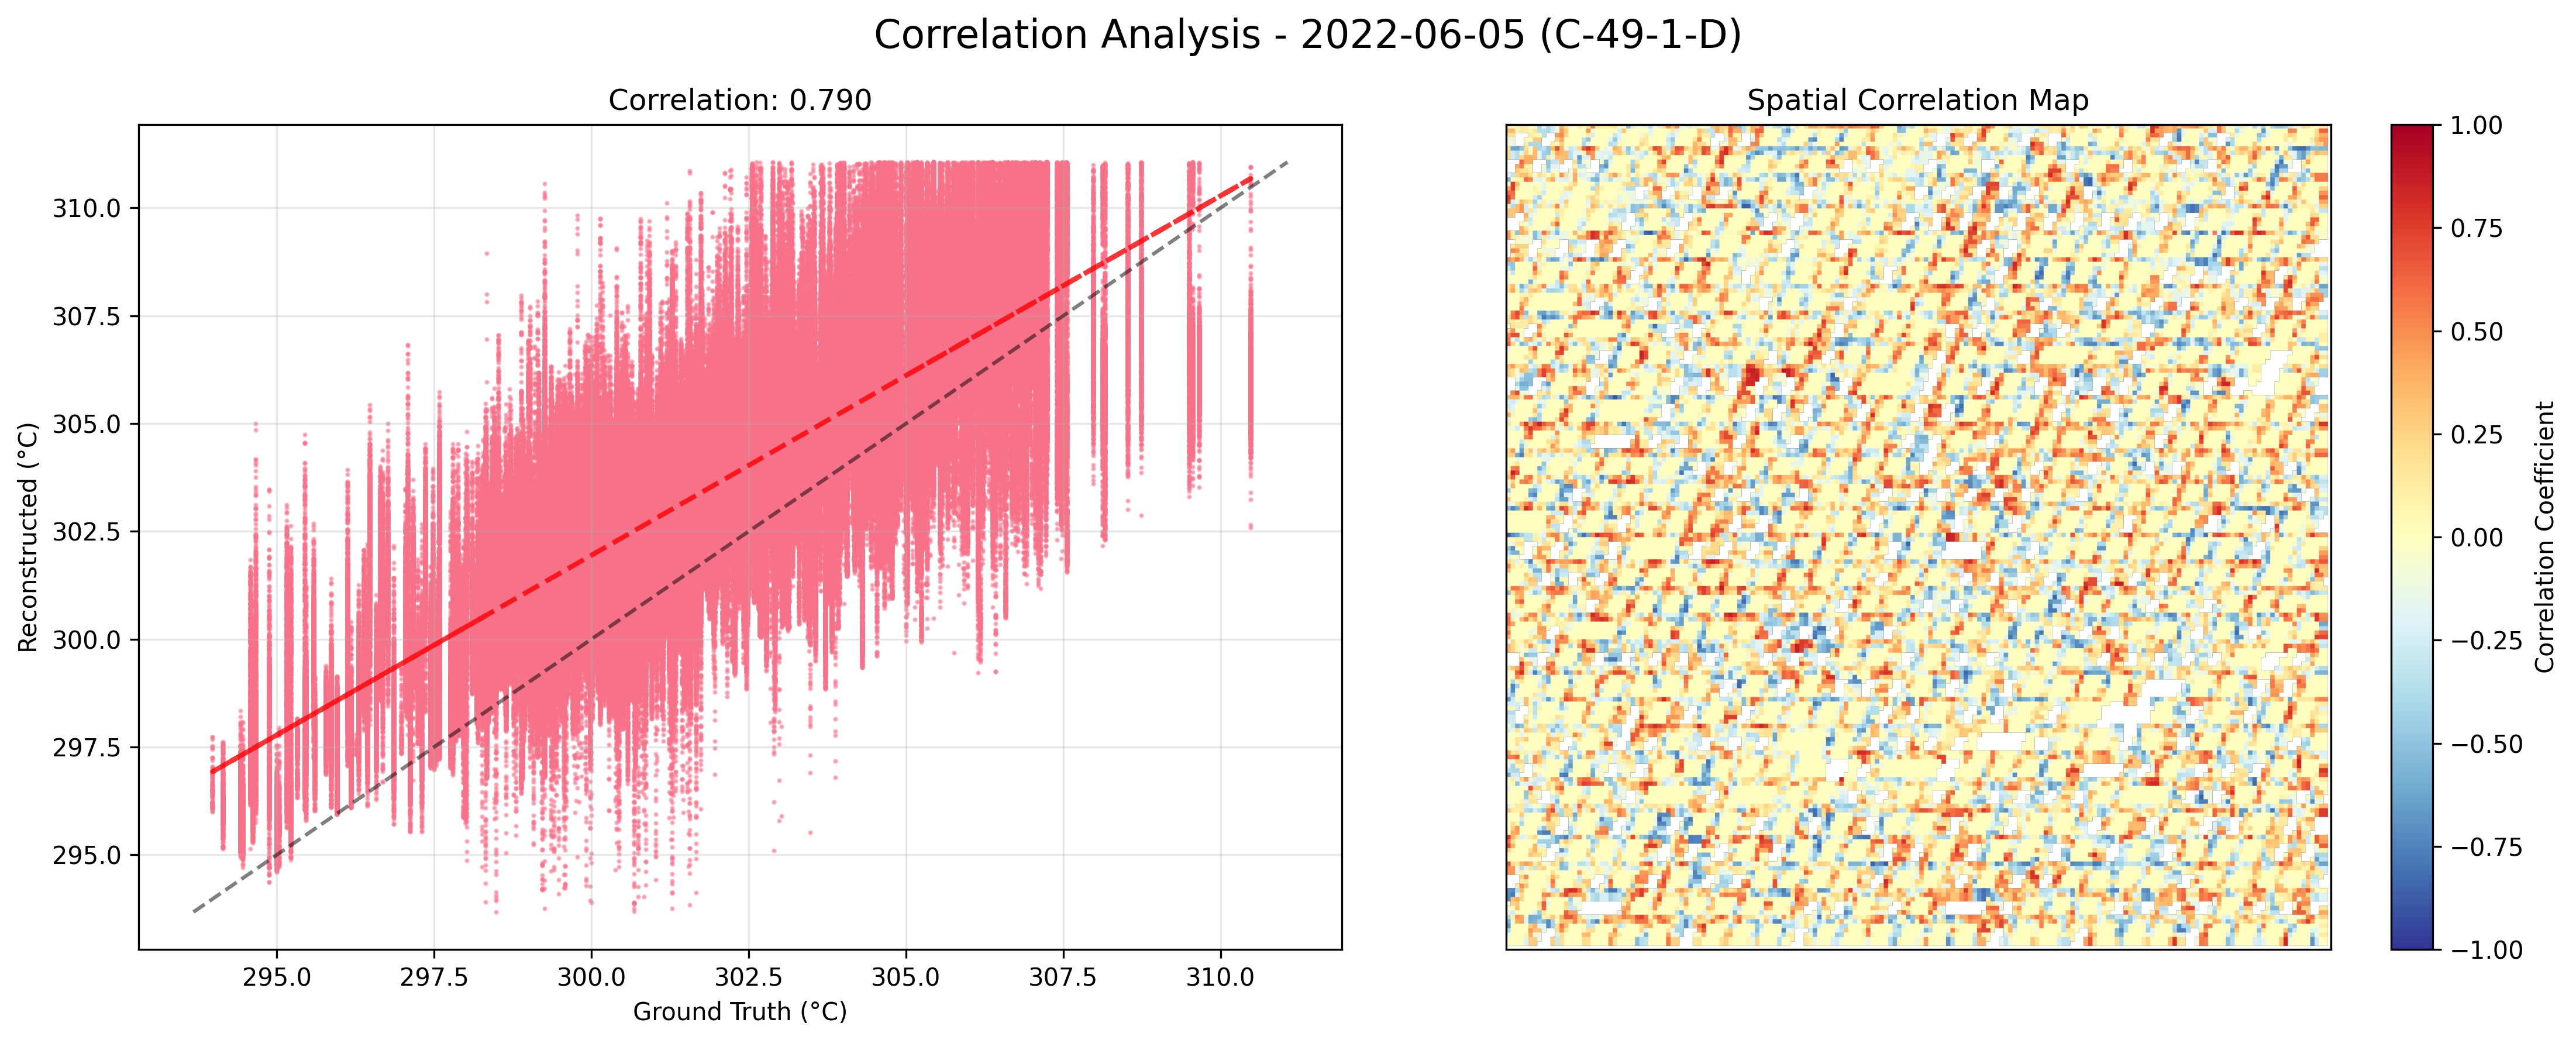 Correlation Analysis - 2022-06-05 (C-49-1-D)
Correlation: 0.790
310.0
307.5
305.0
302.5
300.0
297.5
295.0
Reconstructed (°C)
295.0 297.5 300.0 302.5 305.0 307.5 310.0
Ground Truth (°C)
Spatial Correlation Map
1.00
0.75
0.50
0.25
0.00
−0.25
−0.50
−0.75
−1.00
Correlation Coefficient